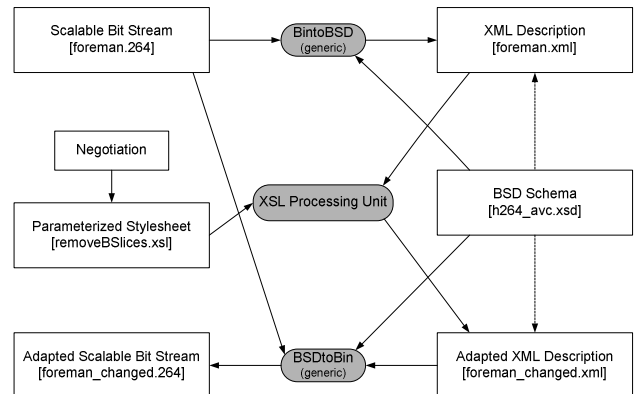 Scalable Bit Stream
[foreman.264]
BintoBSD
(generic)
XML Description
[foreman.xml]
Negotiation
Parameterized Stylesheet
[removeBSlices.xsl]
XSL Processing Unit
BSD Schema
[h264_avc.xsd]
Adapted Scalable Bit Stream
[foreman_changed.264]
BSDtoBin
(generic)
Adapted XML Description
[foreman_changed.xml]